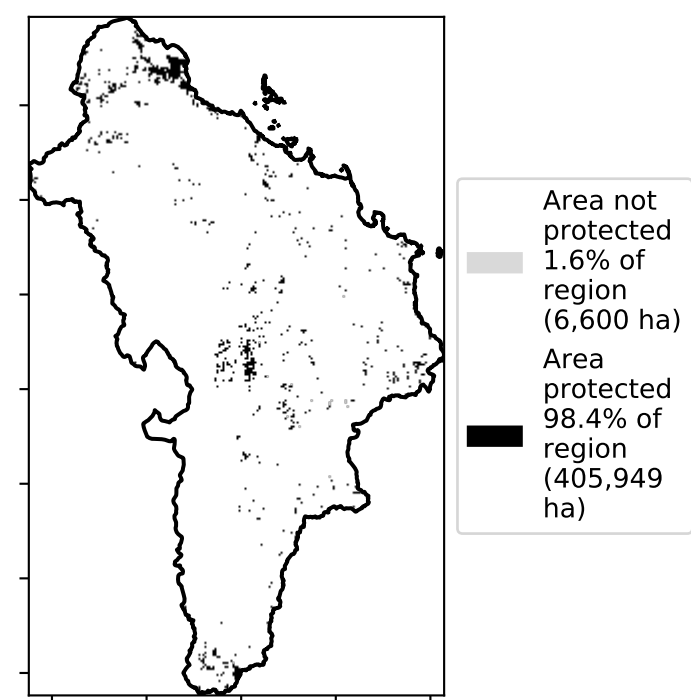 Area not
protected
1.6% of
region
(6,600 ha)
Area
protected
98.4% of
region
(405,949
ha)